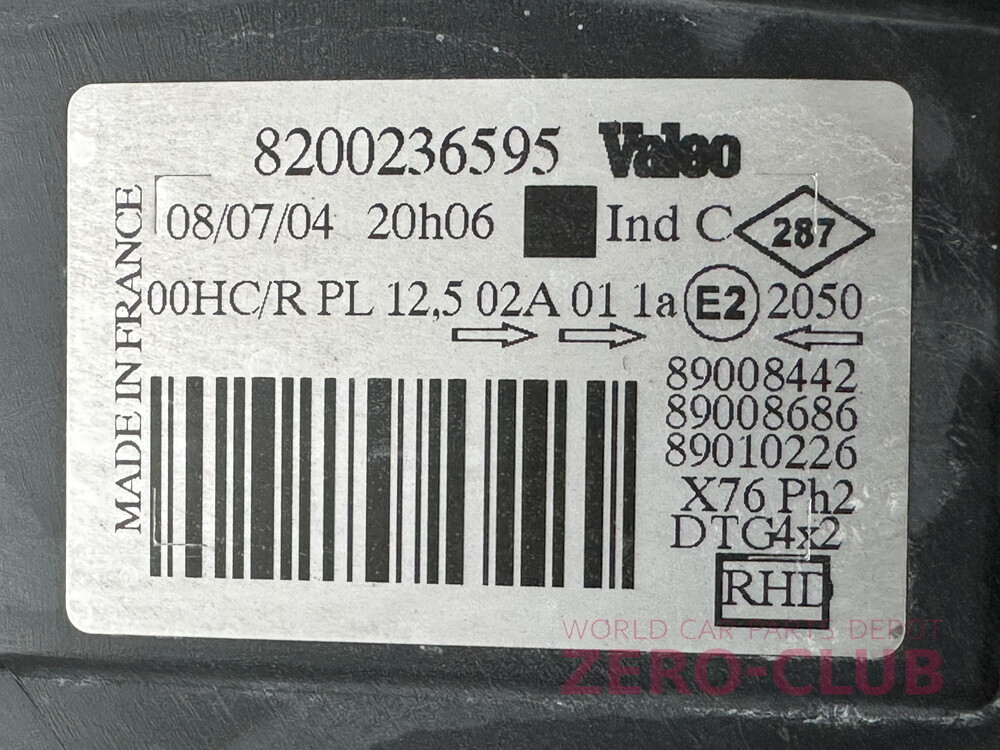 8200236595 Valeo
08/07/04 20h06 Ind C 287
00HC/R PL 12,5 02A 01 1a E2 2050
MADE IN FRANCE
89008442
89008686
89010226
X76 Ph2
DTG4x2
RHD
WORLD CAR PARTS DEPOT
ZERO-CLUB